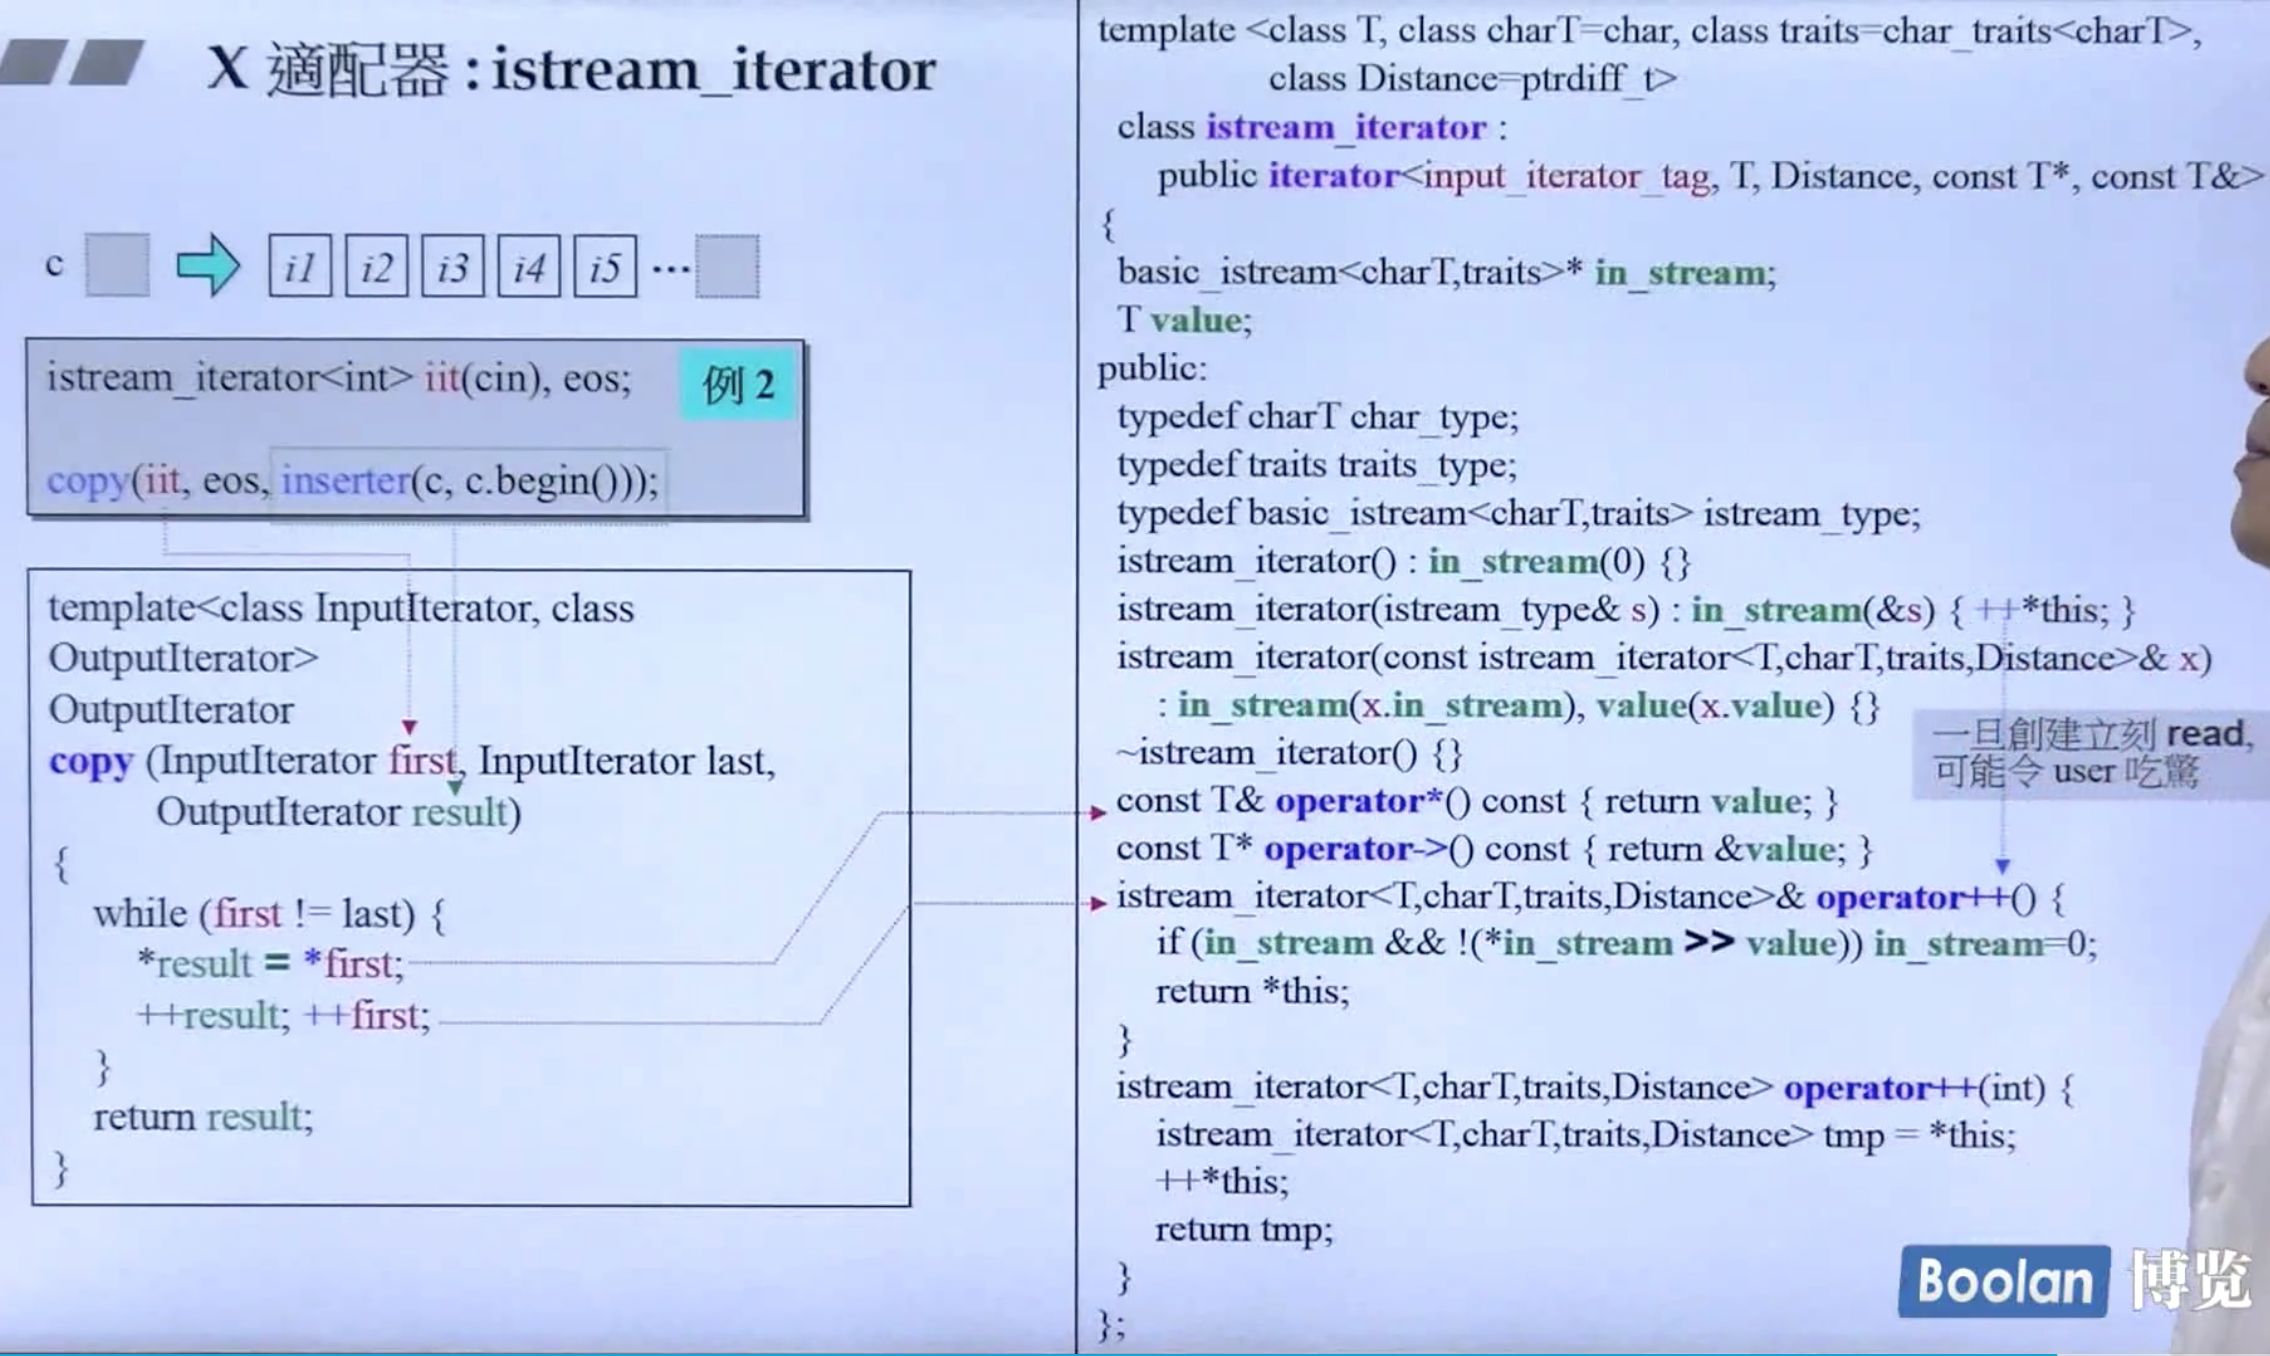 X 適配器 : istream_iterator
c i1 i2 i3 i4 i5 ...
istream_iterator<int> iit(cin), eos;
例 2
copy(iit, eos, inserter(c, c.begin()));
template<class InputIterator, class
OutputIterator>
OutputIterator
copy (InputIterator first, InputIterator last,
OutputIterator result)
{
while (first != last) {
*result = *first;
++result; ++first;
}
return result;
}
template <class T, class charT=char, class traits=char_traits<charT>,
class Distance=ptrdiff_t>
class istream_iterator :
public iterator<input_iterator_tag, T, Distance, const T*, const T&>
{
basic_istream<charT,traits>* in_stream;
T value;
public:
typedef charT char_type;
typedef traits traits_type;
typedef basic_istream<charT,traits> istream_type;
istream_iterator() : in_stream(0) {}
istream_iterator(istream_type& s) : in_stream(&s) { ++*this; }
istream_iterator(const istream_iterator<T,charT,traits,Distance>& x)
: in_stream(x.in_stream), value(x.value) {}
~istream_iterator() {}
一旦創建立刻 read,
可能令 user 吃驚
const T& operator*() const { return value; }
const T* operator->() const { return &value; }
istream_iterator<T,charT,traits,Distance>& operator++() {
if (in_stream && !(*in_stream >> value)) in_stream=0;
return *this;
}
istream_iterator<T,charT,traits,Distance> operator++(int) {
istream_iterator<T,charT,traits,Distance> tmp = *this;
++*this;
return tmp;
}
};
Boolan 博览